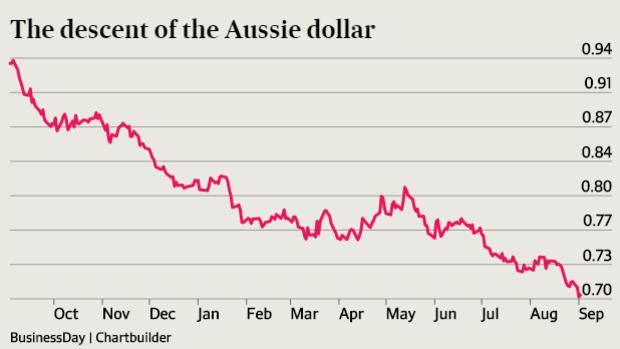 The descent of the Aussie dollar
0.94
0.91
0.87
0.84
0.80
0.77
0.73
0.70
Oct Nov Dec Jan Feb Mar Apr May Jun Jul Aug Sep
BusinessDay | Chartbuilder